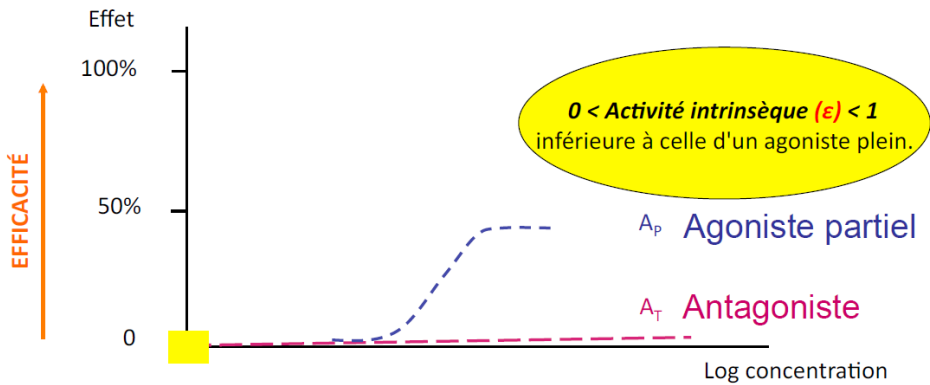 Effet
100%
0 < Activité intrinsèque (ε) < 1
inférieure à celle d'un agoniste plein.
EFFICACITÉ
50%
AP Agoniste partiel
AT Antagoniste
0
Log concentration